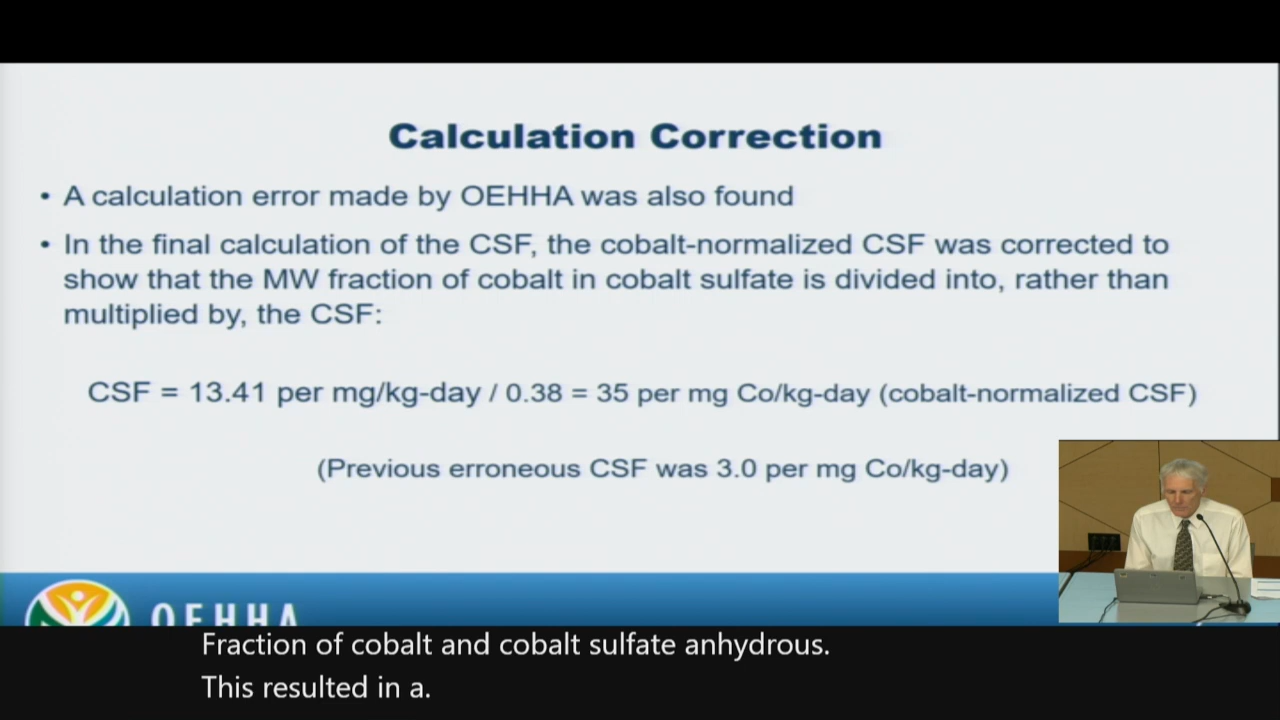 Calculation Correction
• A calculation error made by OEHHA was also found
• In the final calculation of the CSF, the cobalt-normalized CSF was corrected to
show that the MW fraction of cobalt in cobalt sulfate is divided into, rather than
multiplied by, the CSF:
CSF = 13.41 per mg/kg-day / 0.38 = 35 per mg Co/kg-day (cobalt-normalized CSF)
(Previous erroneous CSF was 3.0 per mg Co/kg-day)
OEHHA
Fraction of cobalt and cobalt sulfate anhydrous.
This resulted in a.